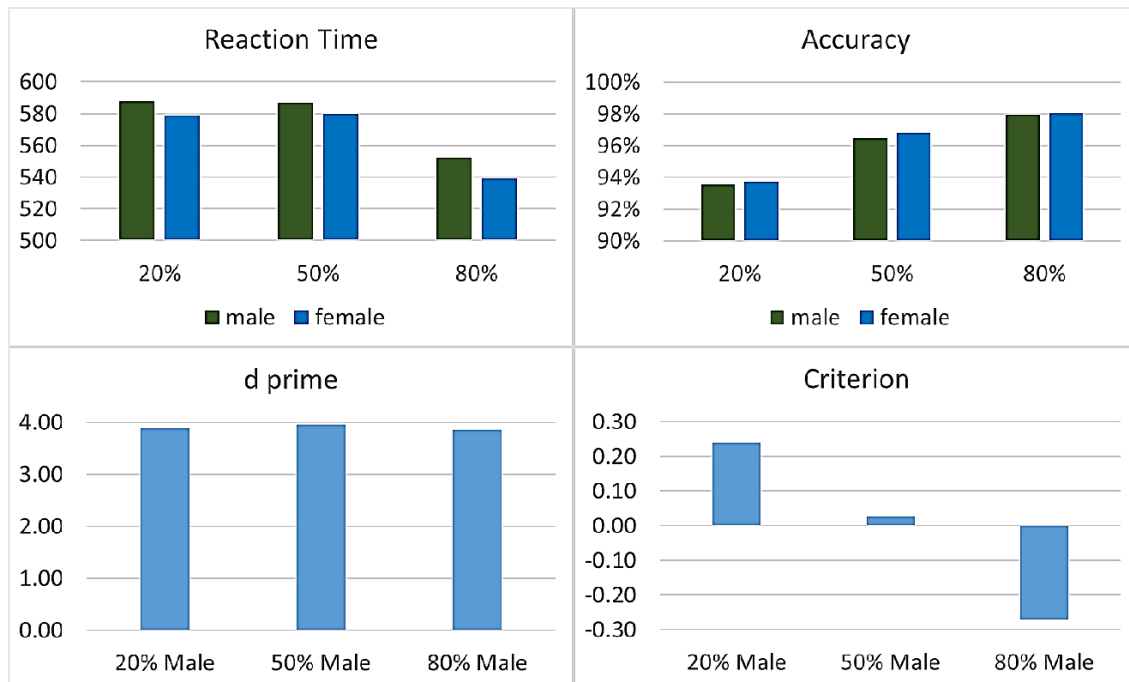 Reaction Time
600
580
560
540
520
500
20% 50% 80%
male female
Accuracy
100%
98%
96%
94%
92%
90%
20% 50% 80%
male female
d prime
4.00
3.00
2.00
1.00
0.00
20% Male 50% Male 80% Male
Criterion
0.30
0.20
0.10
0.00
-0.10
-0.20
-0.30
20% Male 50% Male 80% Male